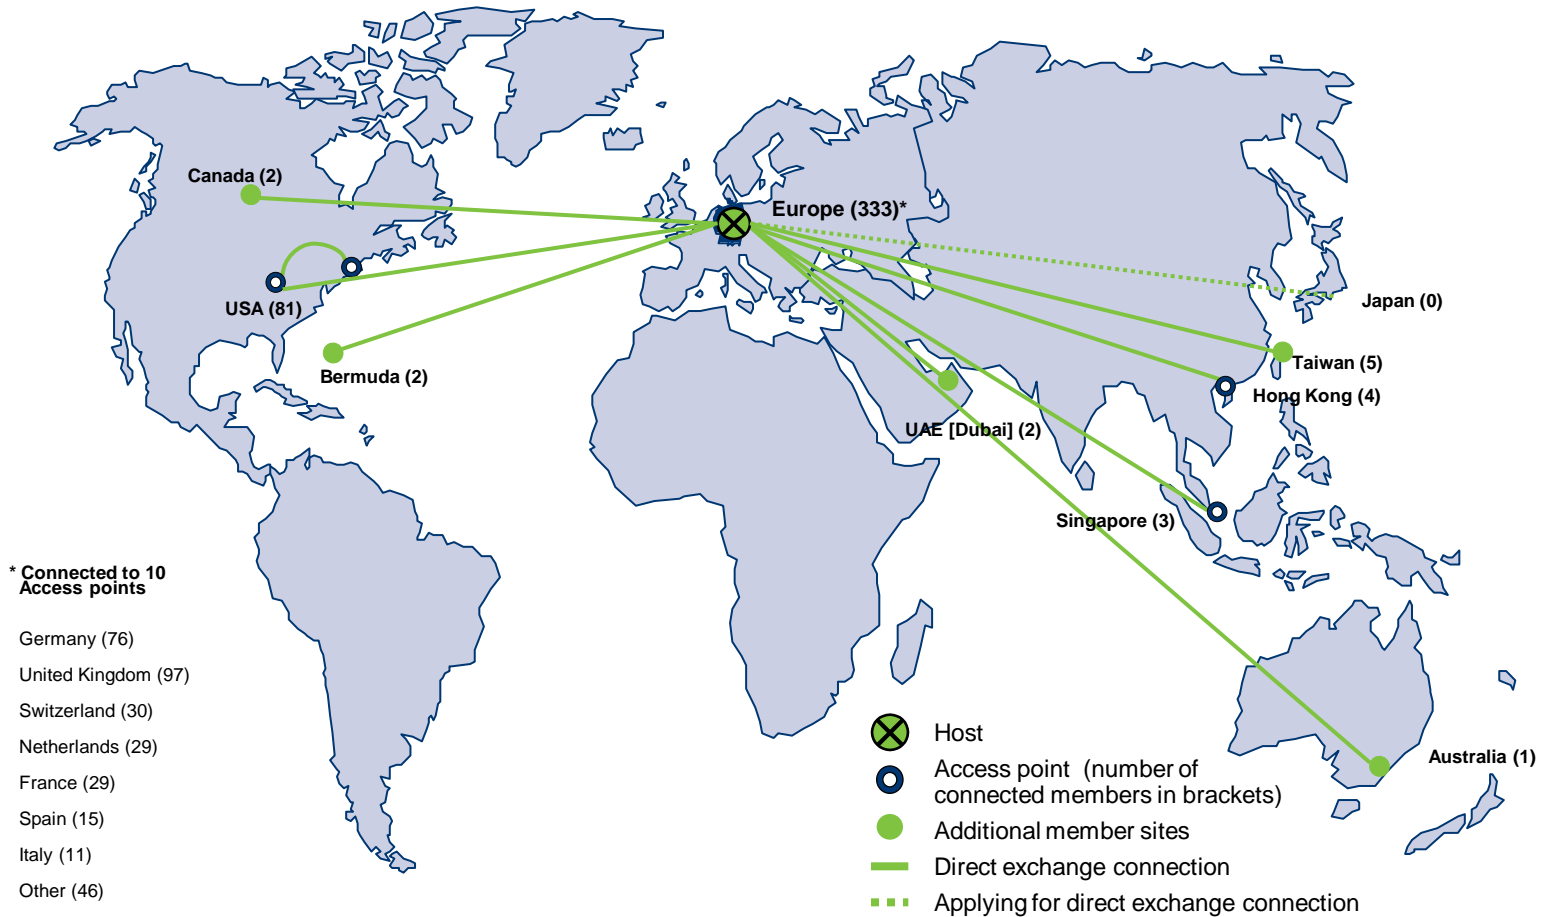 Canada (2)
Europe (333)*
USA (81)
Japan (0)
Bermuda (2)
Taiwan (5)
Hong Kong (4)
UAE [Dubai] (2)
Singapore (3)
Australia (1)
* Connected to 10
Access points
Germany (76)
United Kingdom (97)
Switzerland (30)
Netherlands (29)
France (29)
Spain (15)
Italy (11)
Other (46)
Host
Access point (number of
connected members in brackets)
Additional member sites
Direct exchange connection
Applying for direct exchange connection